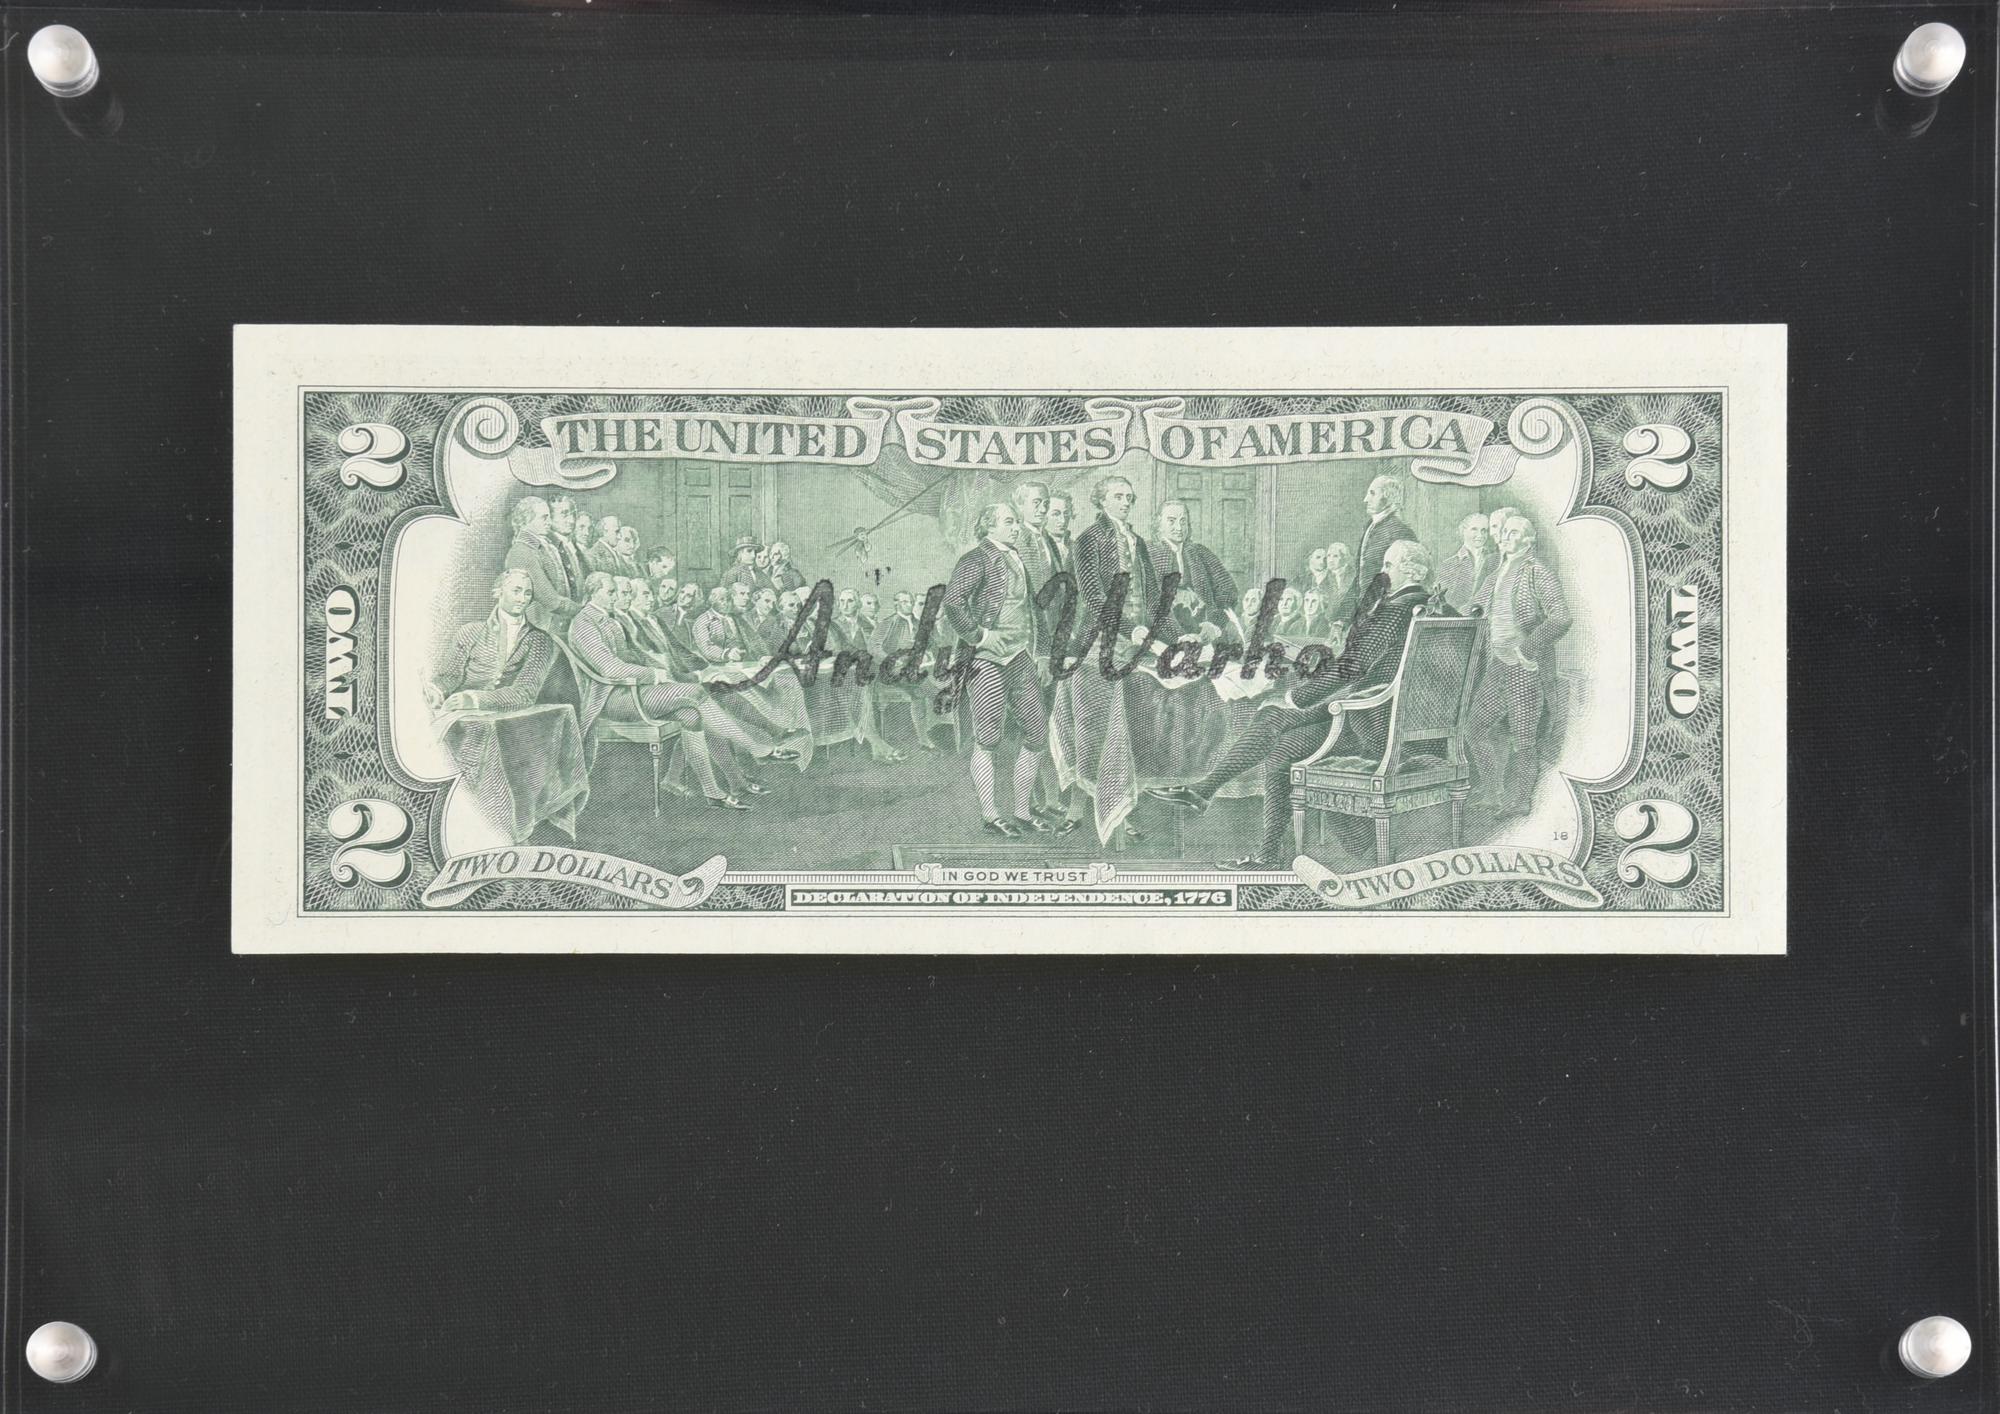 2 THE UNITED STATES OF AMERICA 2
TWO
Andy Warhol
TWO
18
2 TWO DOLLARS IN GOD WE TRUST TWO DOLLARS 2
DECLARATION OF INDEPENDENCE, 1776